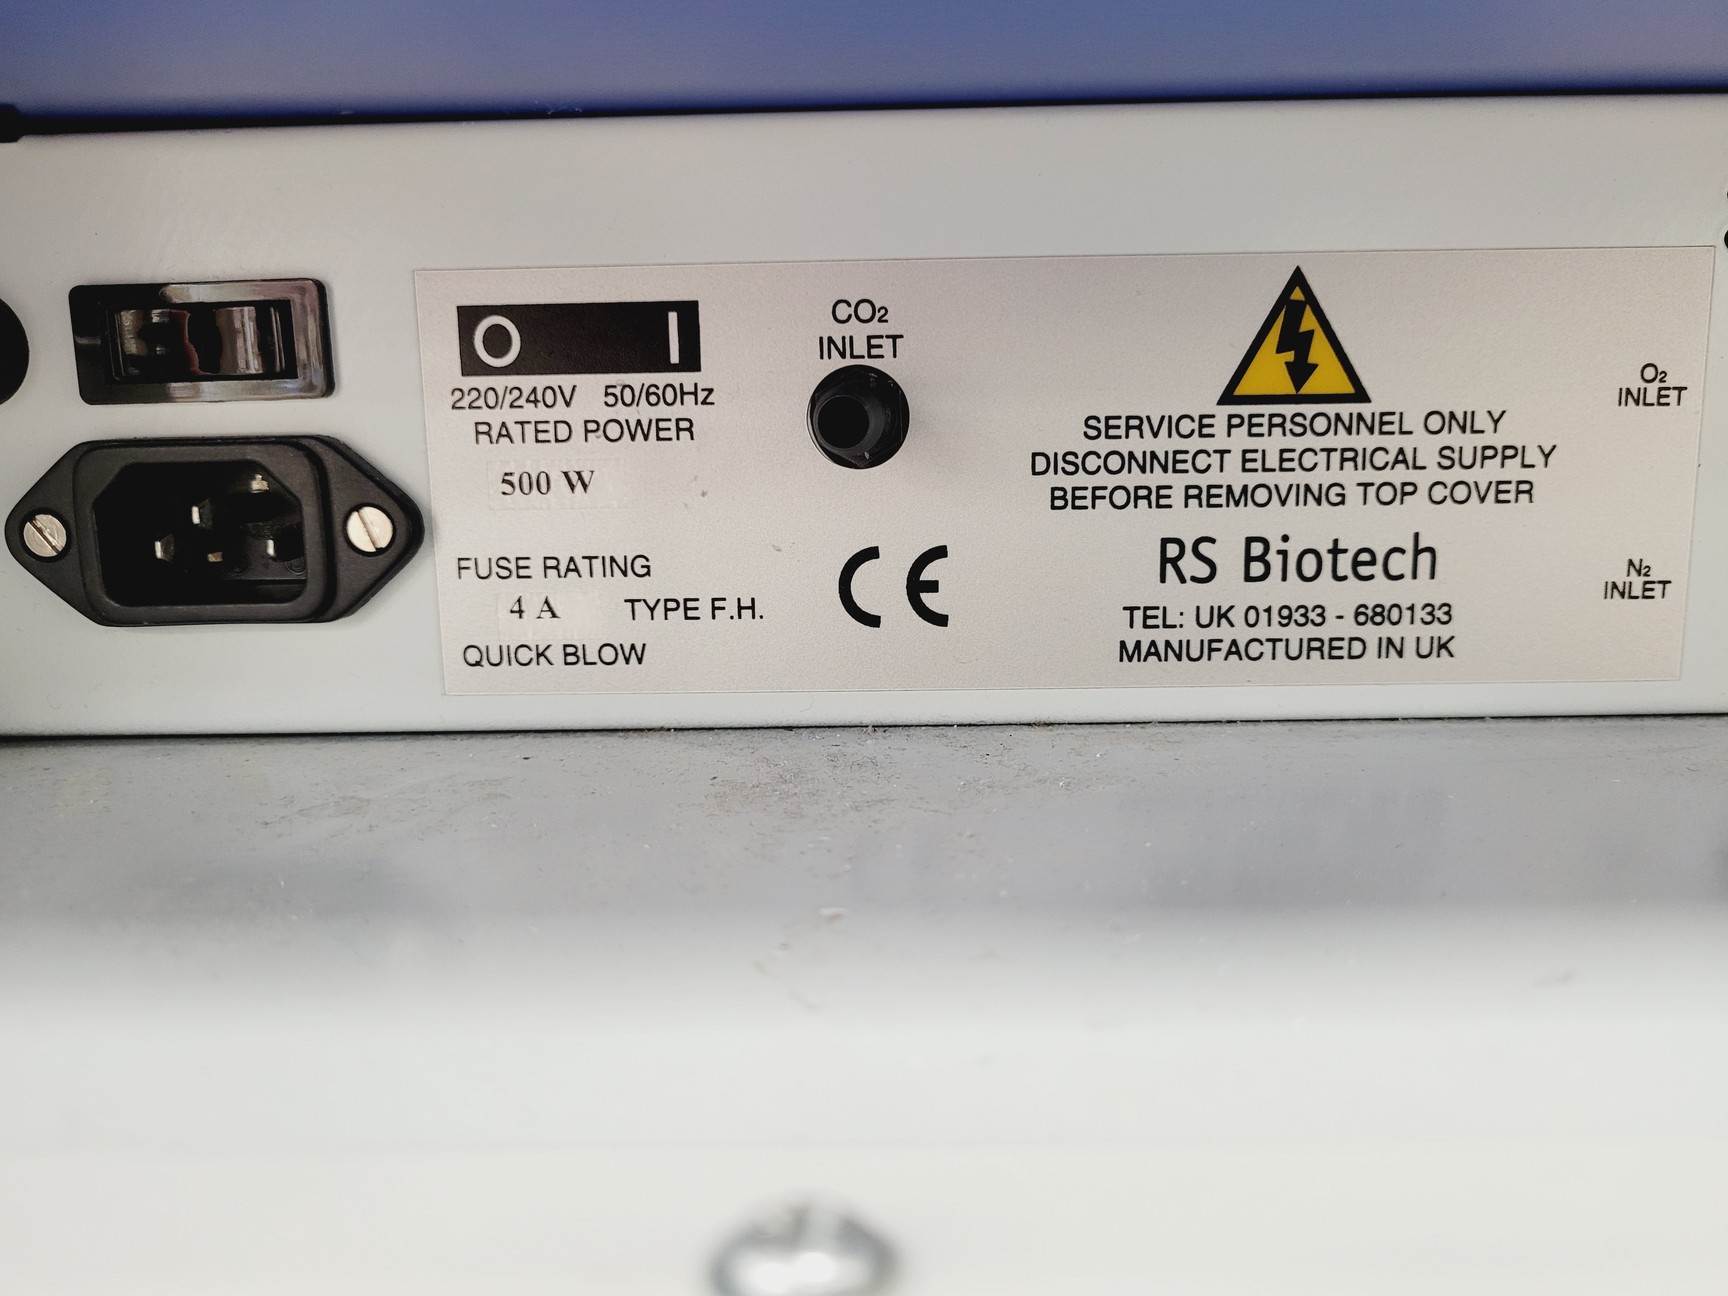 O I
220/240V 50/60Hz
RATED POWER
500 W
FUSE RATING
4 A TYPE F.H.
QUICK BLOW
CO₂
INLET
CE
SERVICE PERSONNEL ONLY
DISCONNECT ELECTRICAL SUPPLY
BEFORE REMOVING TOP COVER
RS Biotech
TEL: UK 01933 - 680133
MANUFACTURED IN UK
O₂
INLET
N₂
INLET